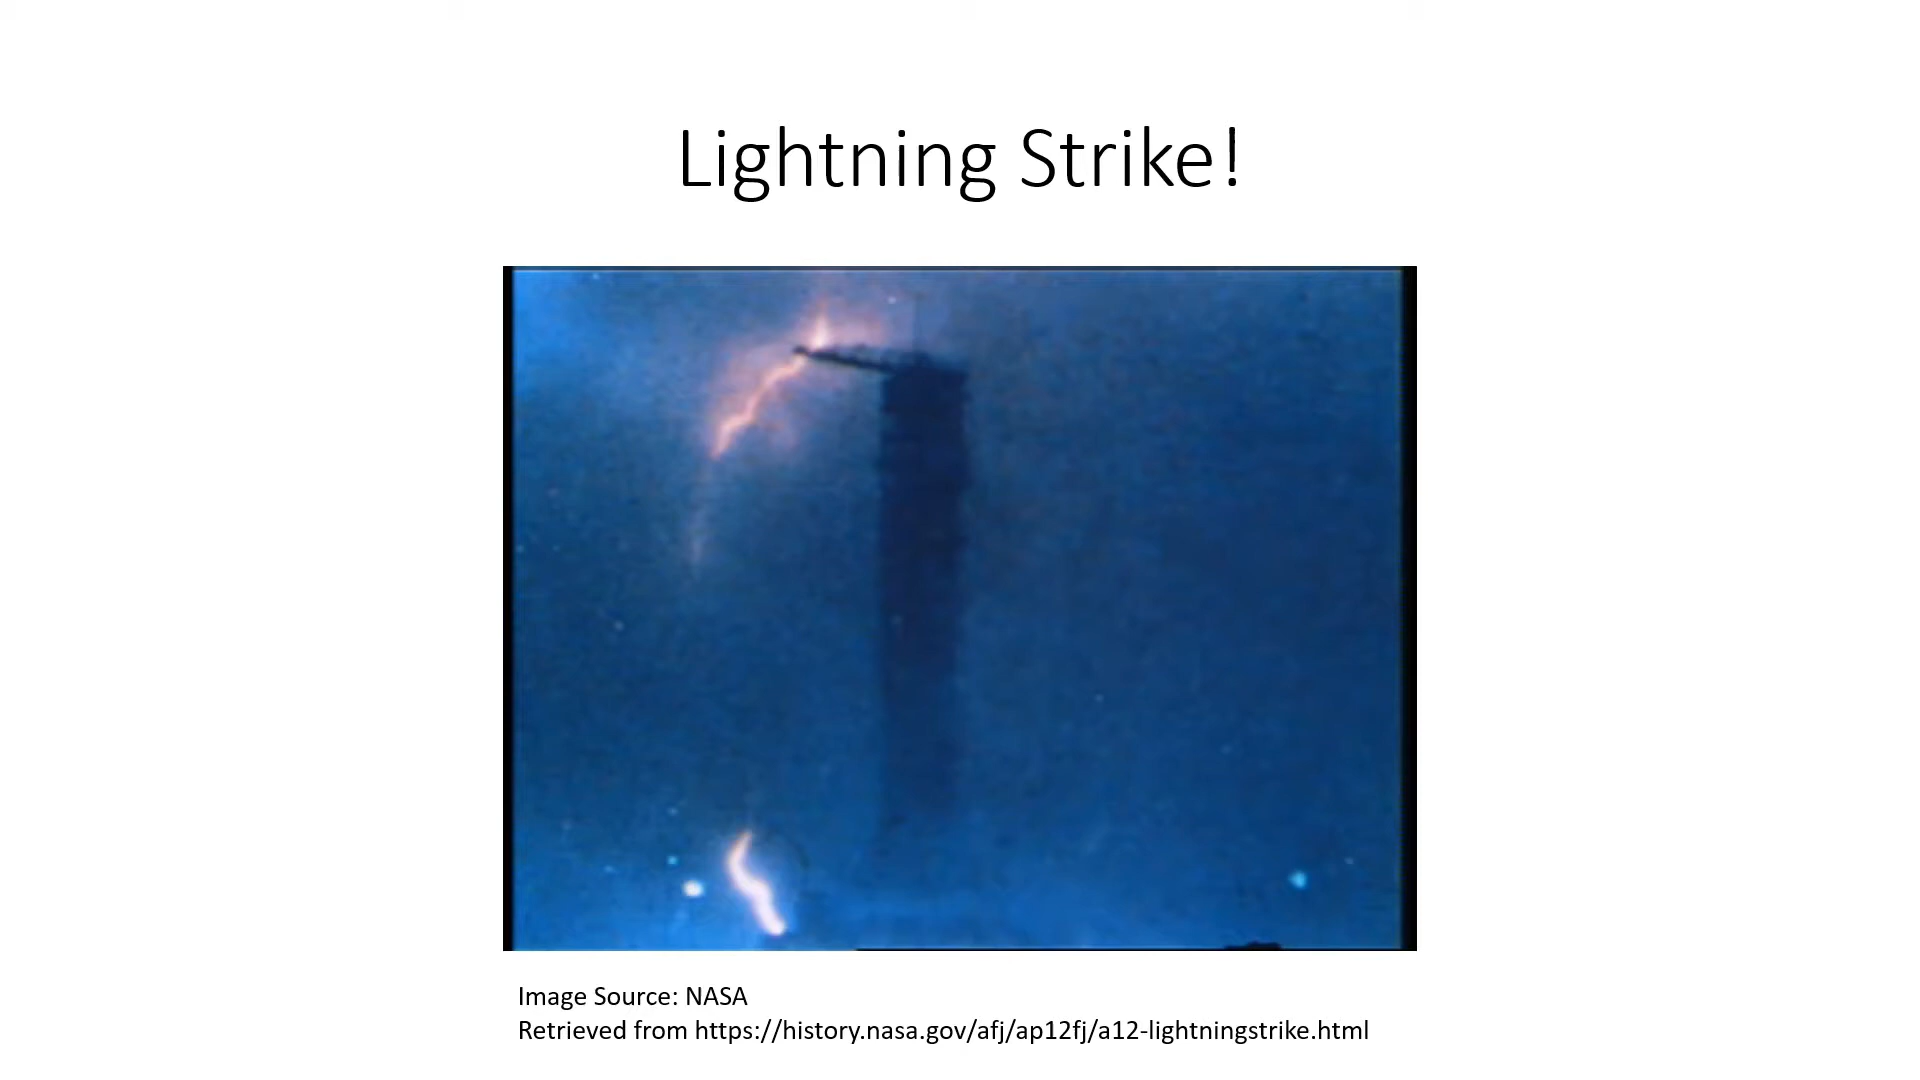 Lightning Strike!
Image Source: NASA
Retrieved from https://history.nasa.gov/afj/ap12fj/a12-lightningstrike.html